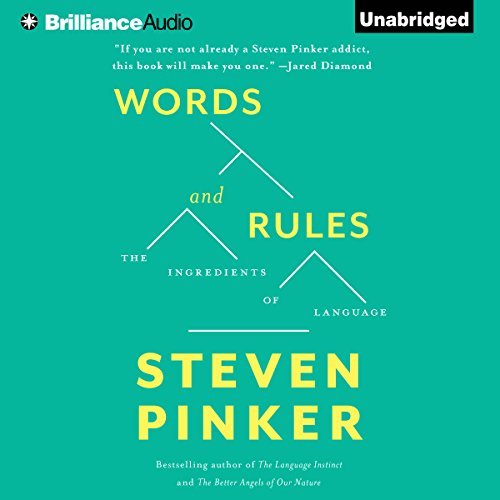 BrillianceAudio
Unabridged
"If you are not already a Steven Pinker addict,
this book will make you one." —Jared Diamond
WORDS
and
RULES
THE
INGREDIENTS
OF
LANGUAGE
STEVEN
PINKER
Bestselling author of The Language Instinct
and The Better Angels of Our Nature